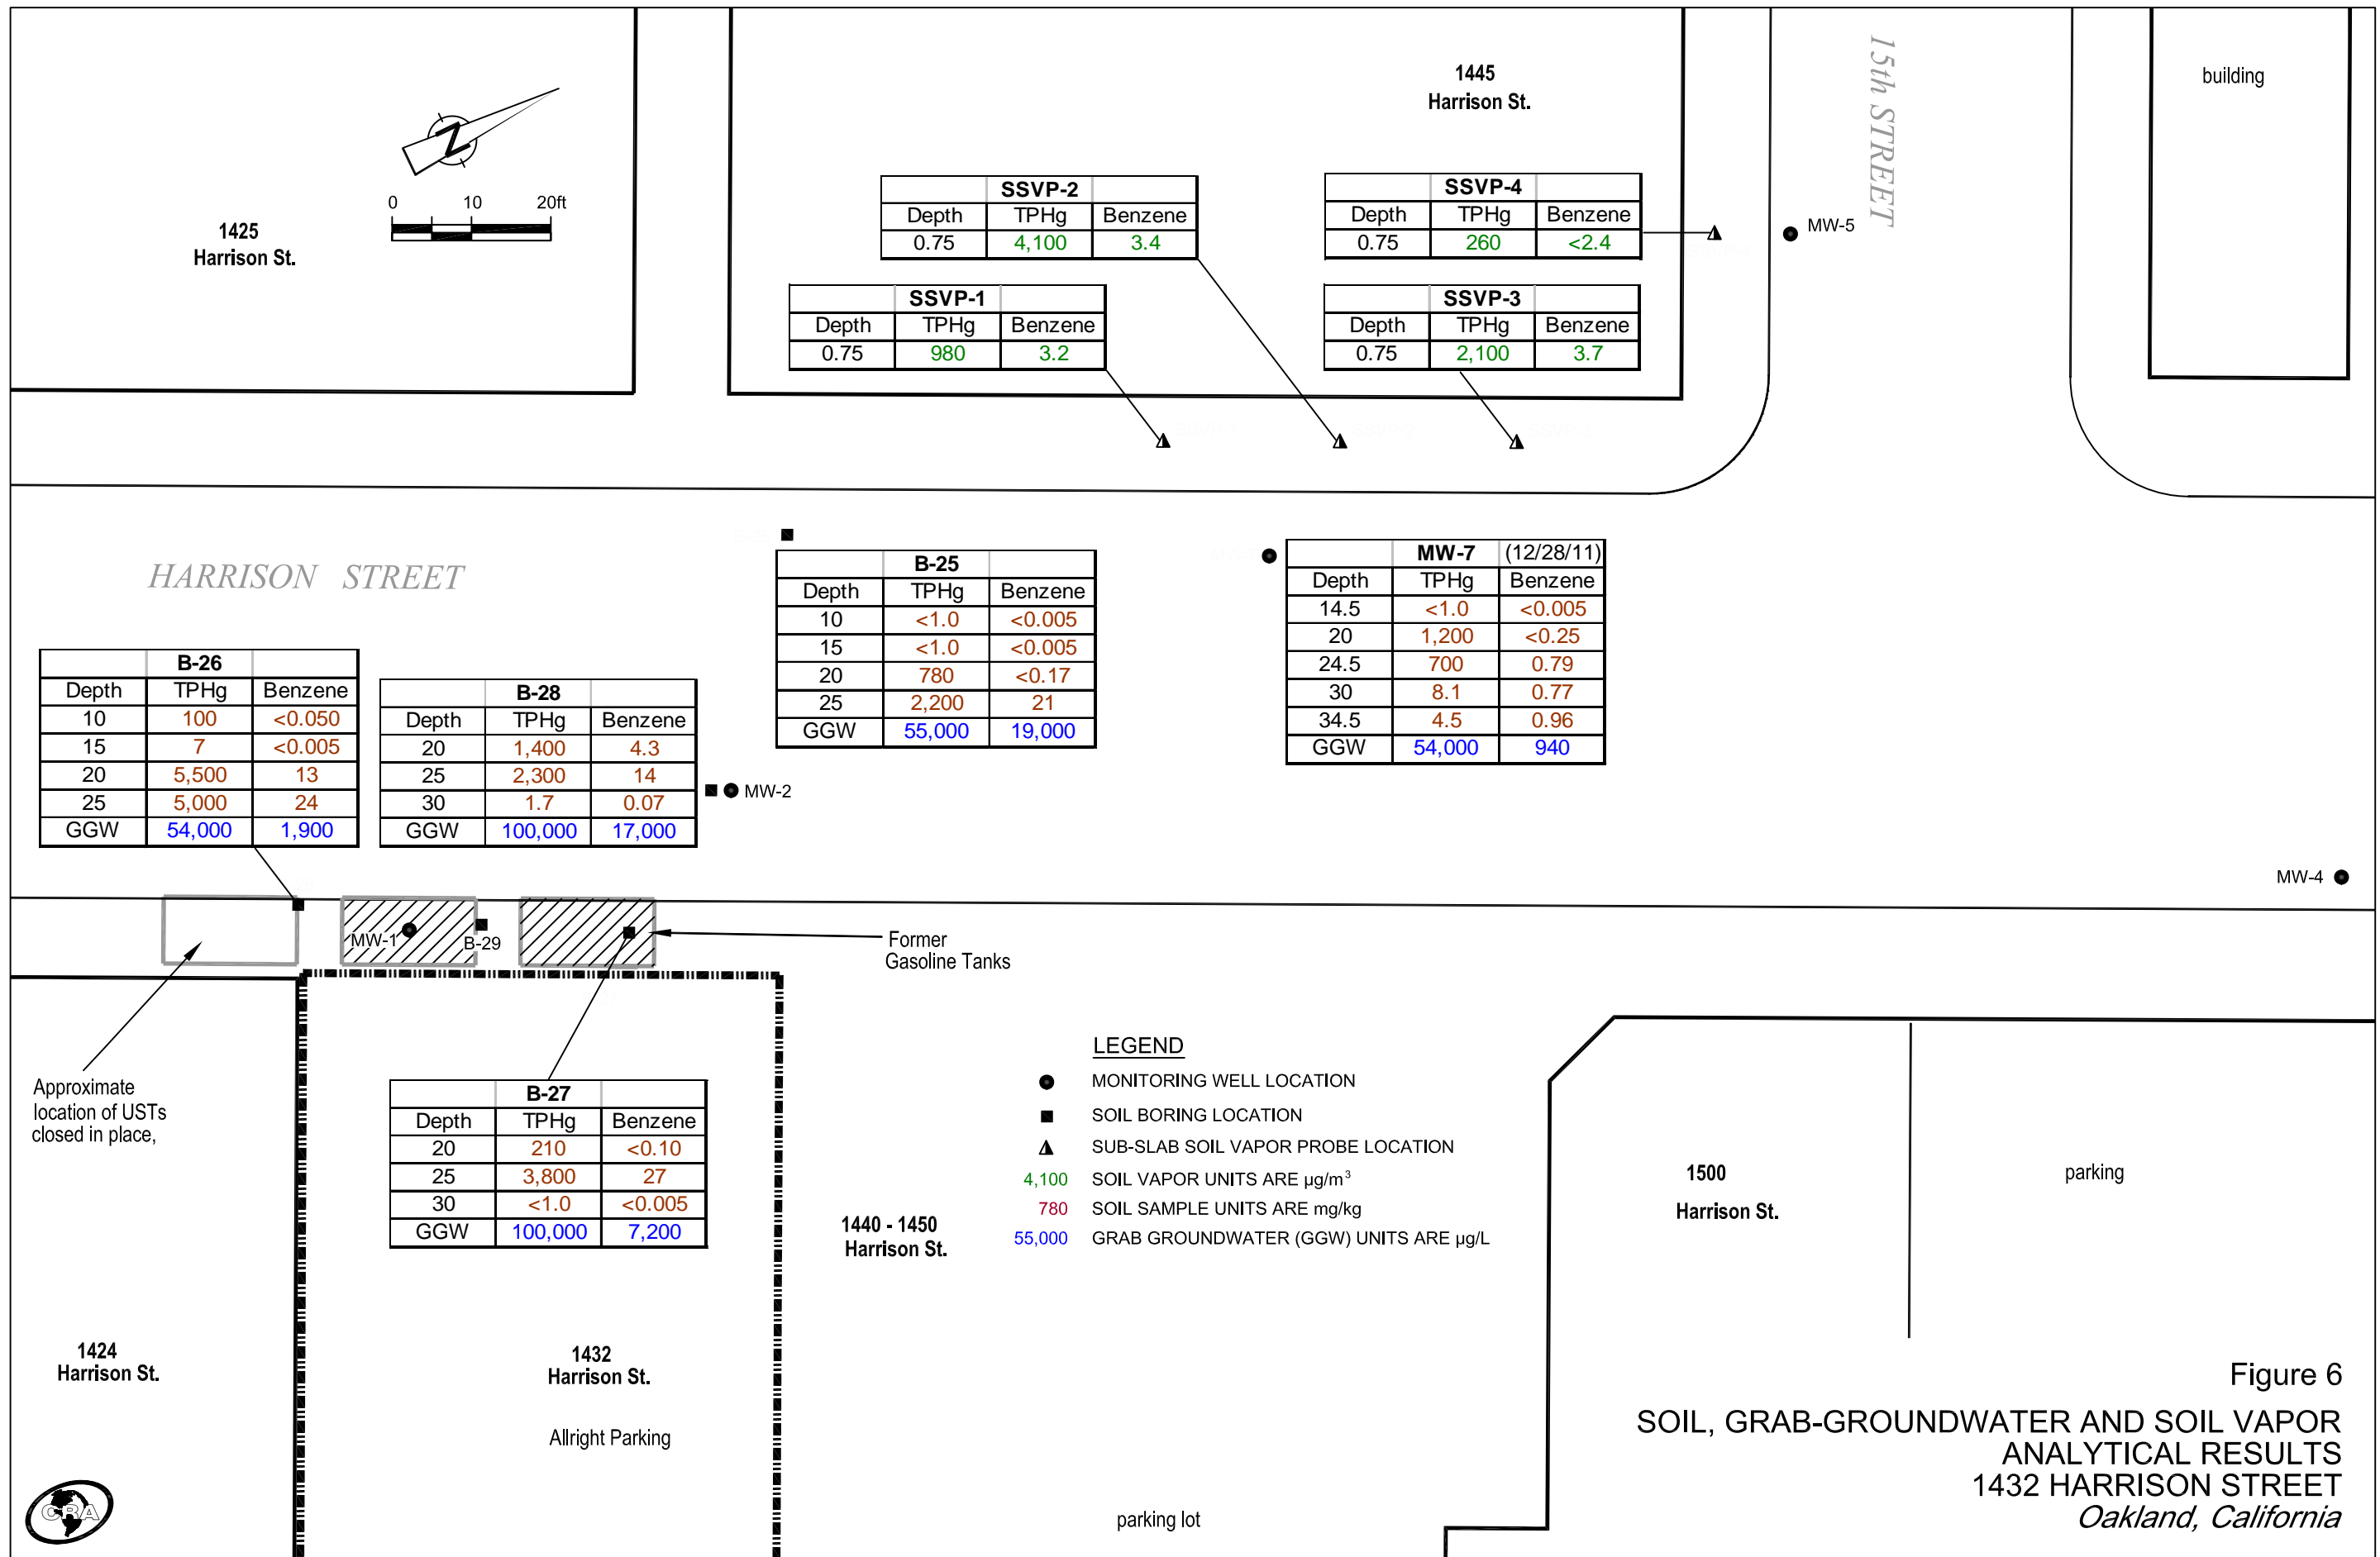 1445
Harrison St.
15th STREET
building
N
0 10 20ft
1425
Harrison St.
SSVP-2
Depth TPHg Benzene
0.75 4,100 3.4
SSVP-4
Depth TPHg Benzene
0.75 260 <2.4
MW-5
SSVP-1
Depth TPHg Benzene
0.75 980 3.2
SSVP-3
Depth TPHg Benzene
0.75 2,100 3.7
HARRISON STREET
B-25
Depth TPHg Benzene
10 <1.0 <0.005
15 <1.0 <0.005
20 780 <0.17
25 2,200 21
GGW 55,000 19,000
MW-7 (12/28/11)
Depth TPHg Benzene
14.5 <1.0 <0.005
20 1,200 <0.25
24.5 700 0.79
30 8.1 0.77
34.5 4.5 0.96
GGW 54,000 940
B-26
Depth TPHg Benzene
10 100 <0.050
15 7 <0.005
20 5,500 13
25 5,000 24
GGW 54,000 1,900
B-28
Depth TPHg Benzene
20 1,400 4.3
25 2,300 14
30 1.7 0.07
GGW 100,000 17,000
MW-2
MW-4
MW-1
B-29
Former
Gasoline Tanks
Approximate
location of USTs
closed in place,
B-27
Depth TPHg Benzene
20 210 <0.10
25 3,800 27
30 <1.0 <0.005
GGW 100,000 7,200
LEGEND
MONITORING WELL LOCATION
SOIL BORING LOCATION
SUB-SLAB SOIL VAPOR PROBE LOCATION
4,100 SOIL VAPOR UNITS ARE µg/m³
780 SOIL SAMPLE UNITS ARE mg/kg
55,000 GRAB GROUNDWATER (GGW) UNITS ARE µg/L
1440 - 1450
Harrison St.
1500
Harrison St.
parking
1424
Harrison St.
1432
Harrison St.
Allright Parking
parking lot
CRA
Figure 6
SOIL, GRAB-GROUNDWATER AND SOIL VAPOR
ANALYTICAL RESULTS
1432 HARRISON STREET
Oakland, California